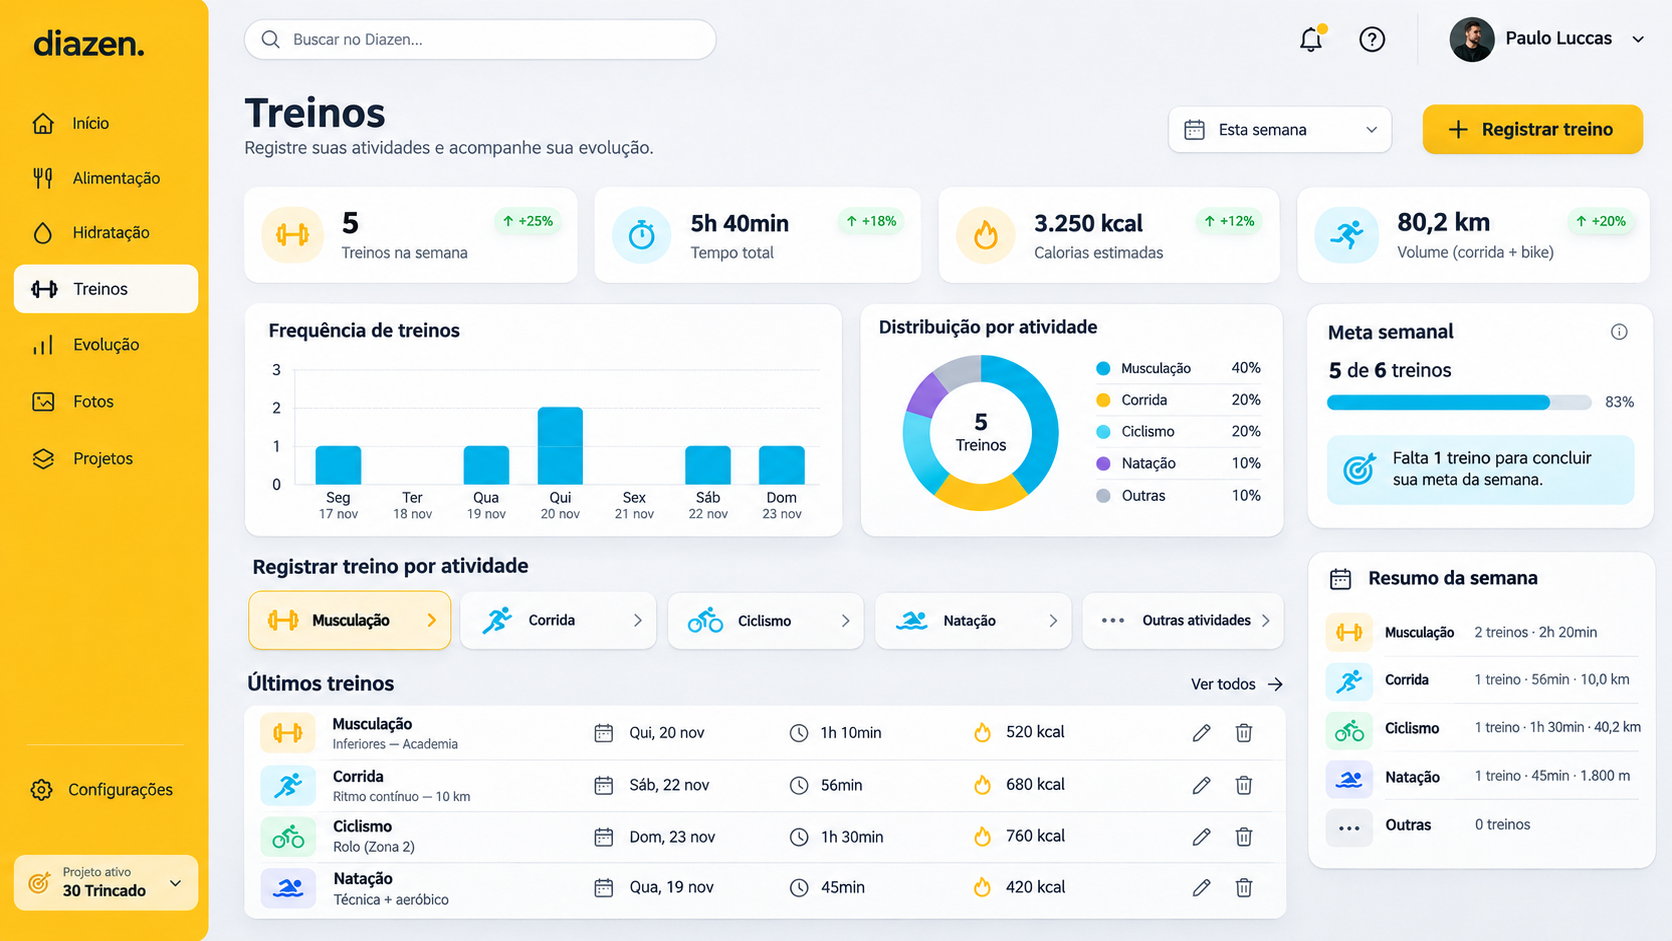 diazen.
Início
Alimentação
Hidratação
Treinos
Evolução
Fotos
Projetos
Configurações
Projeto ativo
30 Trincado
Buscar no Diazen...
Paulo Luccas
Treinos
Registre suas atividades e acompanhe sua evolução.
Esta semana
+ Registrar treino
5
Treinos na semana
↑ +25%
5h 40min
Tempo total
↑ +18%
3.250 kcal
Calorias estimadas
↑ +12%
80,2 km
Volume (corrida + bike)
↑ +20%
Frequência de treinos
3
2
1
0
Seg Ter Qua Qui Sex Sáb Dom
17 nov 18 nov 19 nov 20 nov 21 nov 22 nov 23 nov
Distribuição por atividade
5
Treinos
Musculação 40%
Corrida 20%
Ciclismo 20%
Natação 10%
Outras 10%
Meta semanal
5 de 6 treinos
83%
Falta 1 treino para concluir
sua meta da semana.
Registrar treino por atividade
Musculação
Corrida
Ciclismo
Natação
Outras atividades
Últimos treinos
Ver todos →
Musculação
Inferiores — Academia
Qui, 20 nov
1h 10min
520 kcal
Corrida
Ritmo contínuo — 10 km
Sáb, 22 nov
56min
680 kcal
Ciclismo
Rolo (Zona 2)
Dom, 23 nov
1h 30min
760 kcal
Natação
Técnica + aeróbico
Qua, 19 nov
45min
420 kcal
Resumo da semana
Musculação 2 treinos · 2h 20min
Corrida 1 treino · 56min · 10,0 km
Ciclismo 1 treino · 1h 30min · 40,2 km
Natação 1 treino · 45min · 1.800 m
Outras 0 treinos